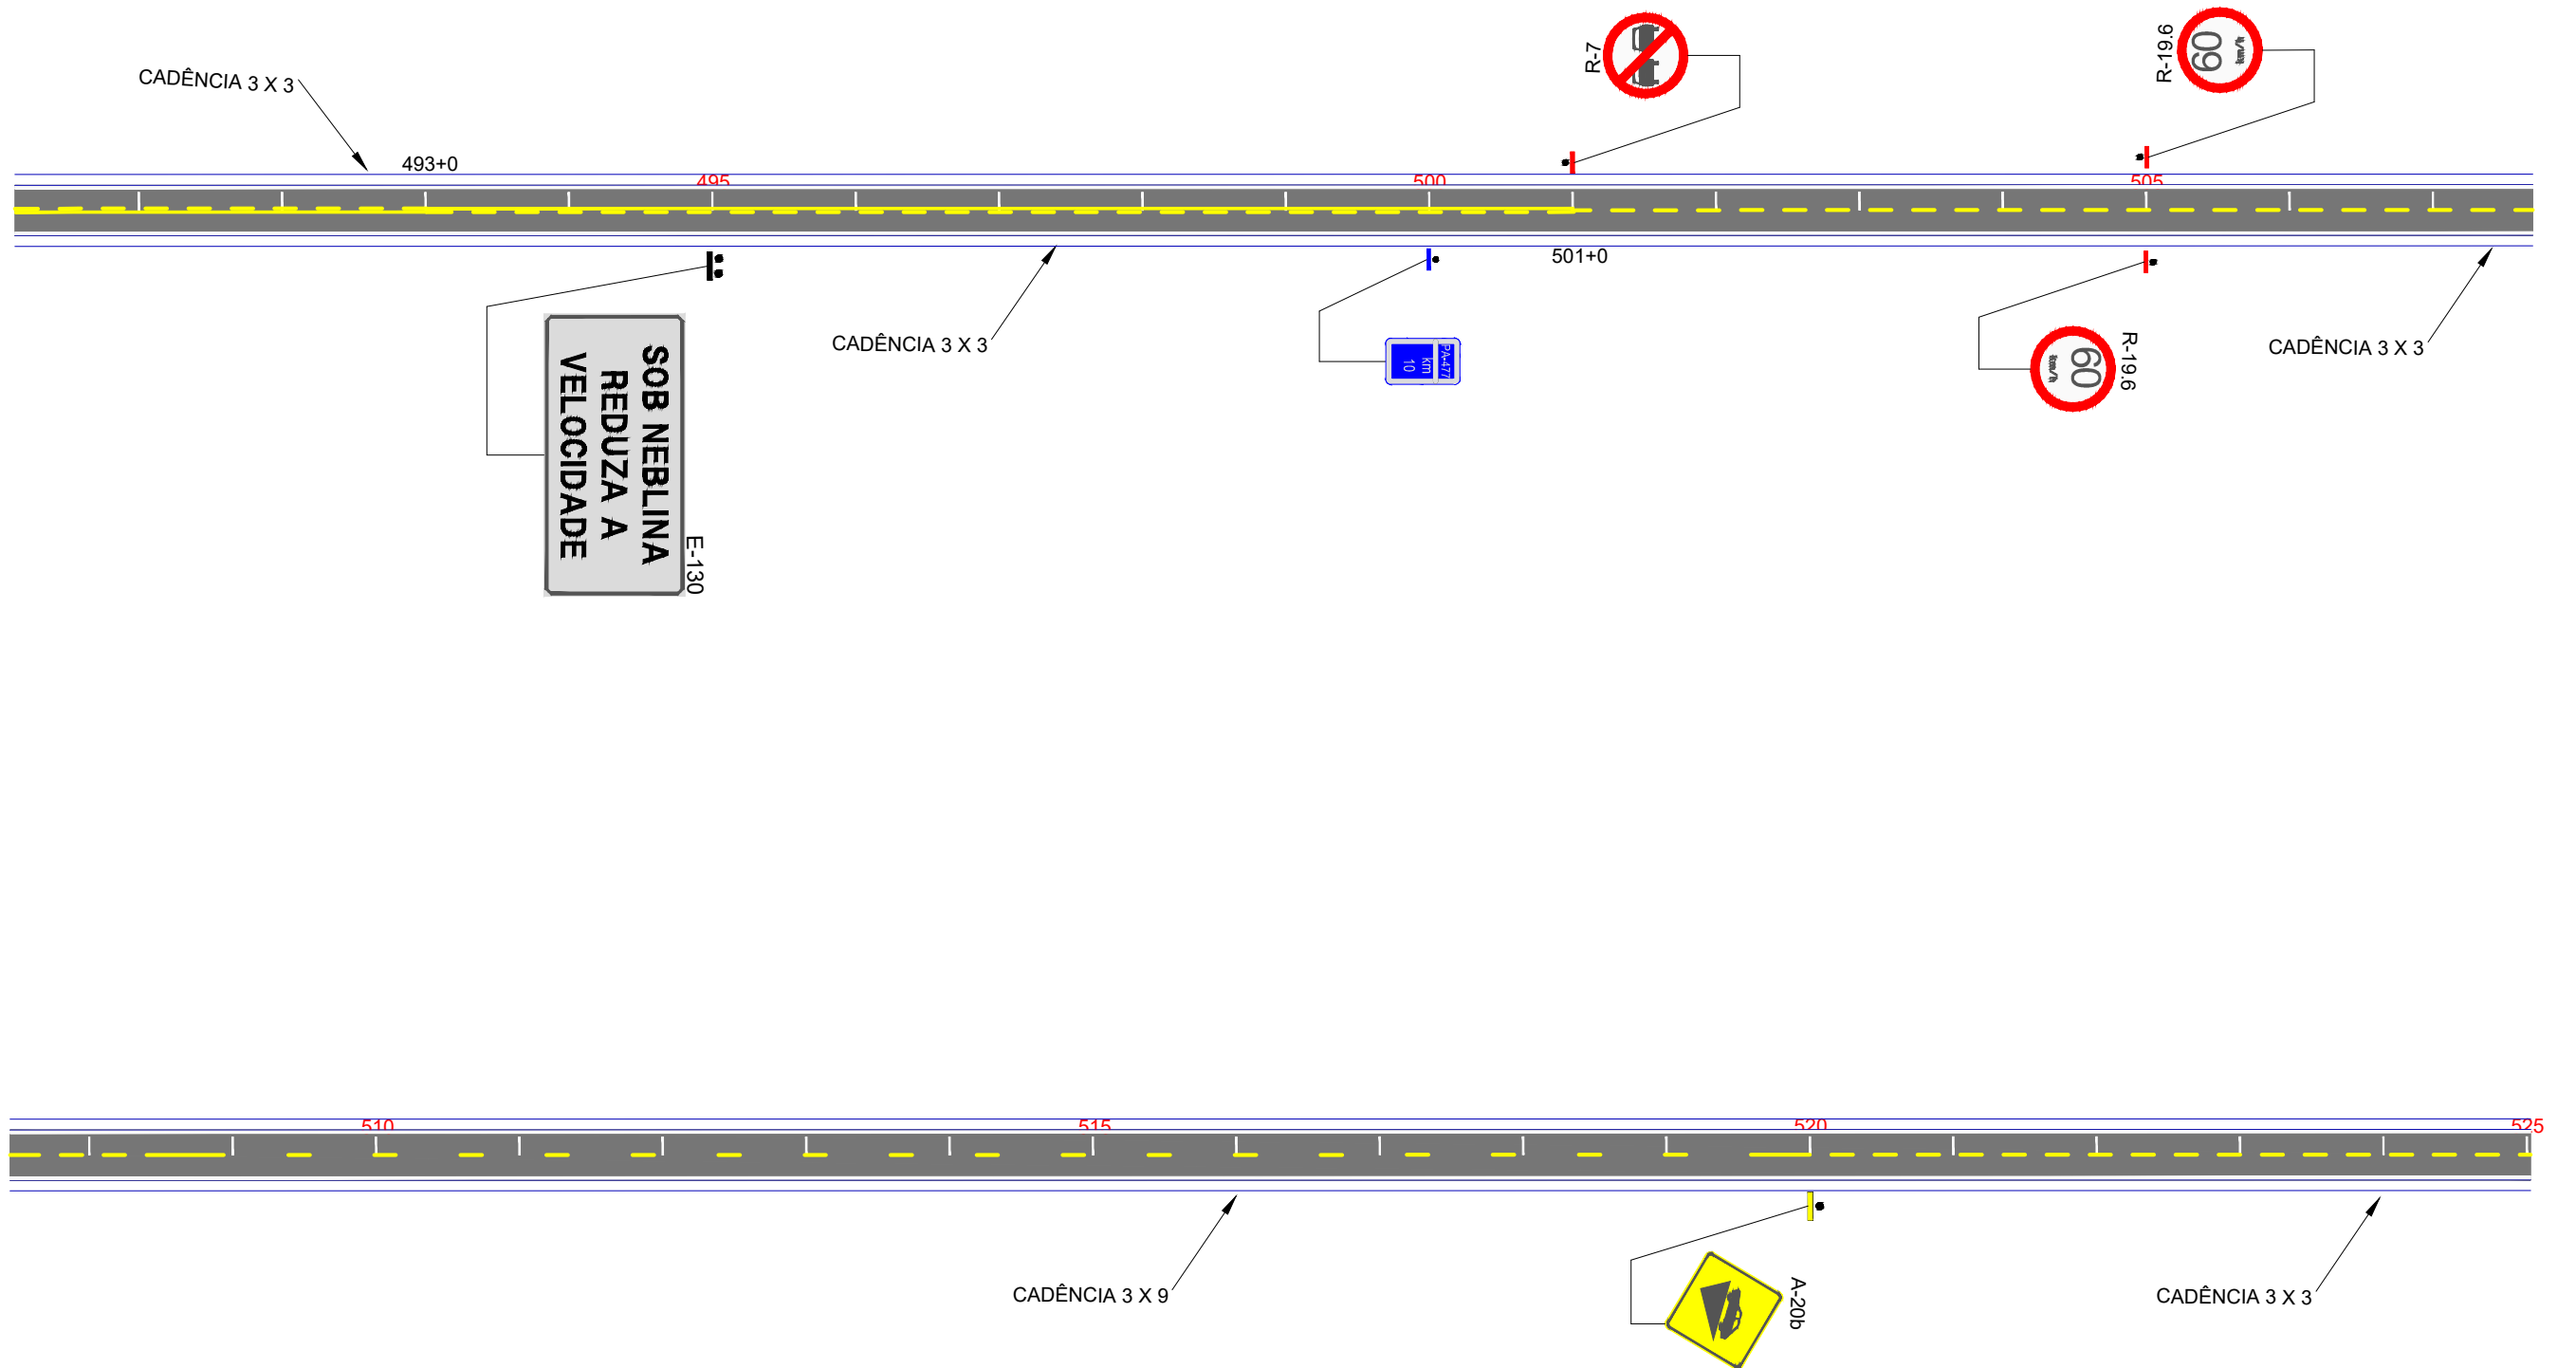 R-7
R-19.6
60
km/h
CADÊNCIA 3 X 3
493+0
495
500
505
501+0
CADÊNCIA 3 X 3
SOB NEBLINA
REDUZA A
VELOCIDADE
E-130
PA-477
km
10
60
km/h
R-19.6
CADÊNCIA 3 X 3
510
515
520
525
CADÊNCIA 3 X 9
A-20b
CADÊNCIA 3 X 3